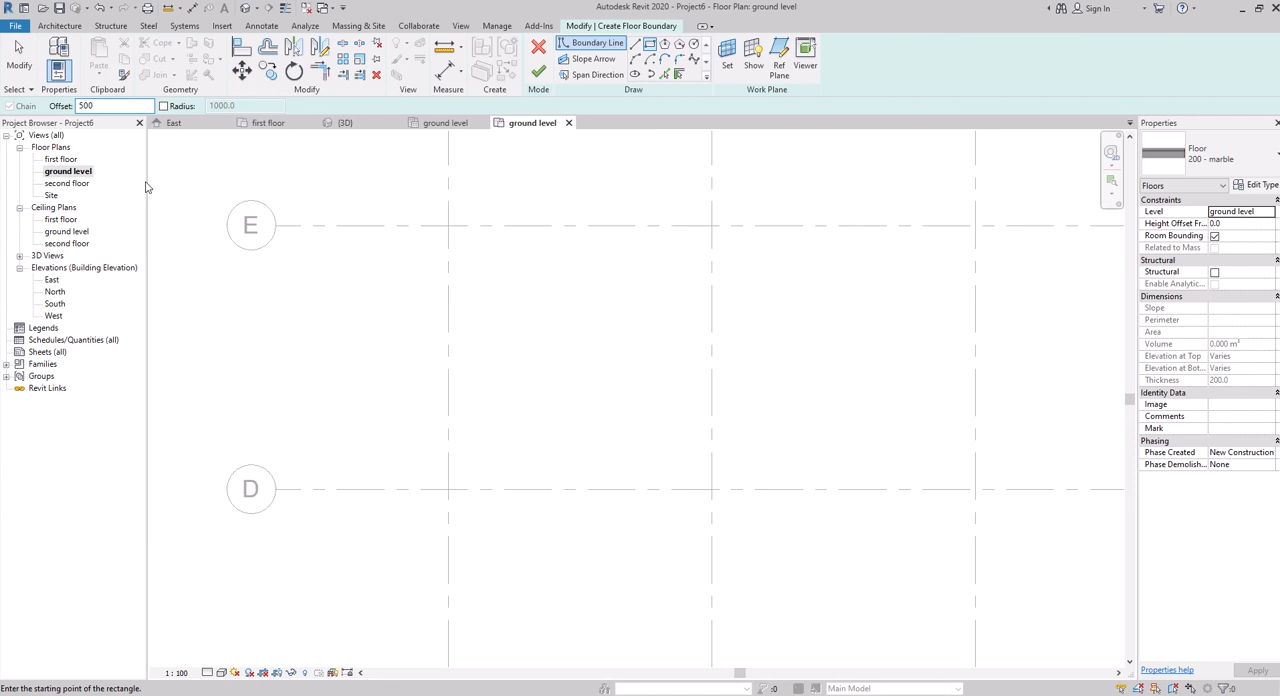 Autodesk Revit 2020 - Project6 - Floor Plan: ground level
Sign In
File Architecture Structure Steel Systems Insert Annotate Analyze Massing & Site Collaborate View Manage Add-Ins Modify | Create Floor Boundary
Modify
Paste
Cope
Cut
Join
Boundary Line
Slope Arrow
Span Direction
Set Show Ref Plane Viewer
Select Properties Clipboard Geometry Modify View Measure Create Mode Draw Work Plane
Chain Offset: 500 Radius: 1000.0
Project Browser - Project6
East first floor {3D} ground level ground level
Properties
Views (all)
Floor Plans
first floor
ground level
second floor
Site
Ceiling Plans
first floor
ground level
second floor
3D Views
Elevations (Building Elevation)
East
North
South
West
Legends
Schedules/Quantities (all)
Sheets (all)
Families
Groups
Revit Links
E
D
2D
Floor
200 - marble
Floors Edit Type
Constraints
Level ground level
Height Offset Fr... 0.0
Room Bounding
Related to Mass
Structural
Structural
Enable Analytic...
Dimensions
Slope
Perimeter
Area
Volume 0.000 m³
Elevation at Top Varies
Elevation at Bot... Varies
Thickness 200.0
Identity Data
Image
Comments
Mark
Phasing
Phase Created New Construction
Phase Demolish... None
Properties help Apply
1 : 100
Enter the starting point of the rectangle.
:0 Main Model :0